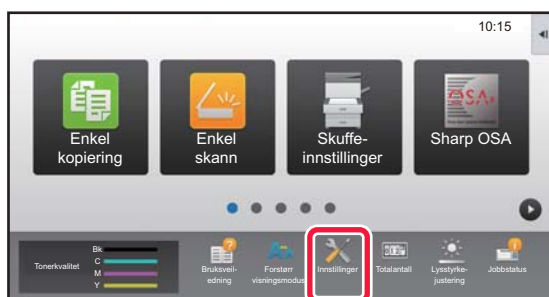 10:15
Enkel
kopiering
Enkel
skann
Skuffe-
innstillinger
OSA
Sharp OSA
Tonerkvalitet
Bk
C
M
Y
Bruksveil-
edning
Forstørr
visningsmodus
Innstillinger
Totalantall
Lysstyrke-
justering
Jobbstatus